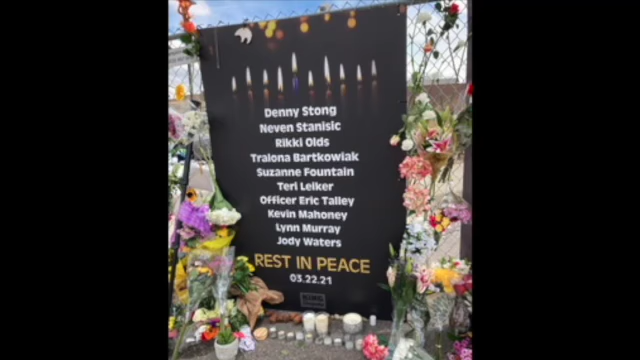 Denny Stong
Neven Stanisic
Rikki Olds
Tralona Bartkowiak
Suzanne Fountain
Teri Leiker
Officer Eric Talley
Kevin Mahoney
Lynn Murray
Jody Waters
REST IN PEACE
03.22.21
KING